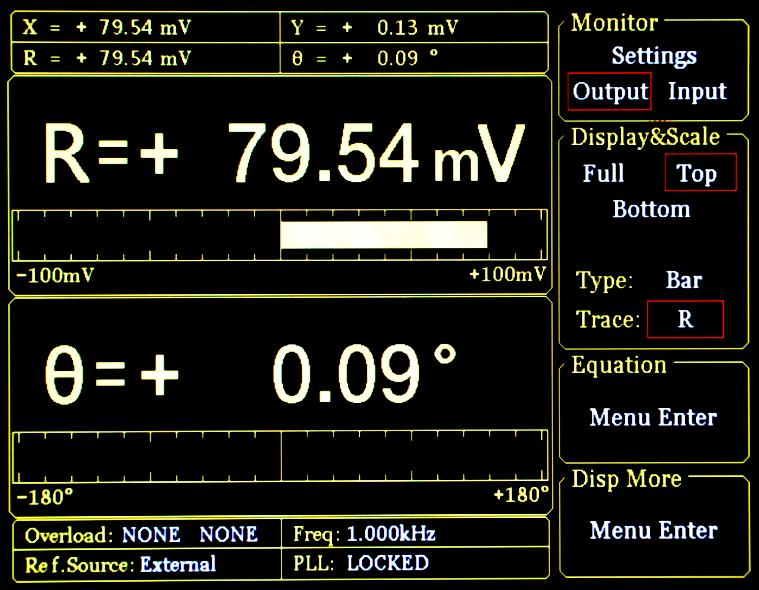 X = + 79.54 mV
Y = + 0.13 mV
R = + 79.54 mV
θ = + 0.09 °
R=+ 79.54 mV
-100mV +100mV
θ=+ 0.09°
-180° +180°
Overload: NONE NONE
Freq: 1.000kHz
Ref.Source: External
PLL: LOCKED
Monitor
Settings
Output Input
Display&Scale
Full Top
Bottom
Type: Bar
Trace: R
Equation
Menu Enter
Disp More
Menu Enter